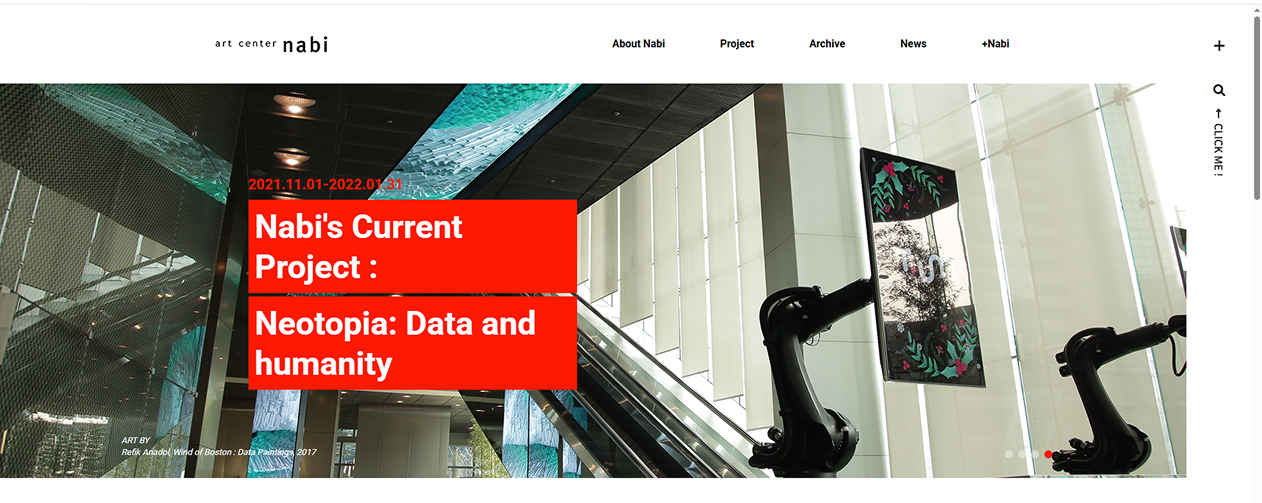 art center nabi
About Nabi Project Archive News +Nabi
← CLICK ME !
2021.11.01-2022.01.31
Nabi's Current
Project :
Neotopia: Data and
humanity
ART BY
Refik Anadol, Wind of Boston : Data Paintings, 2017